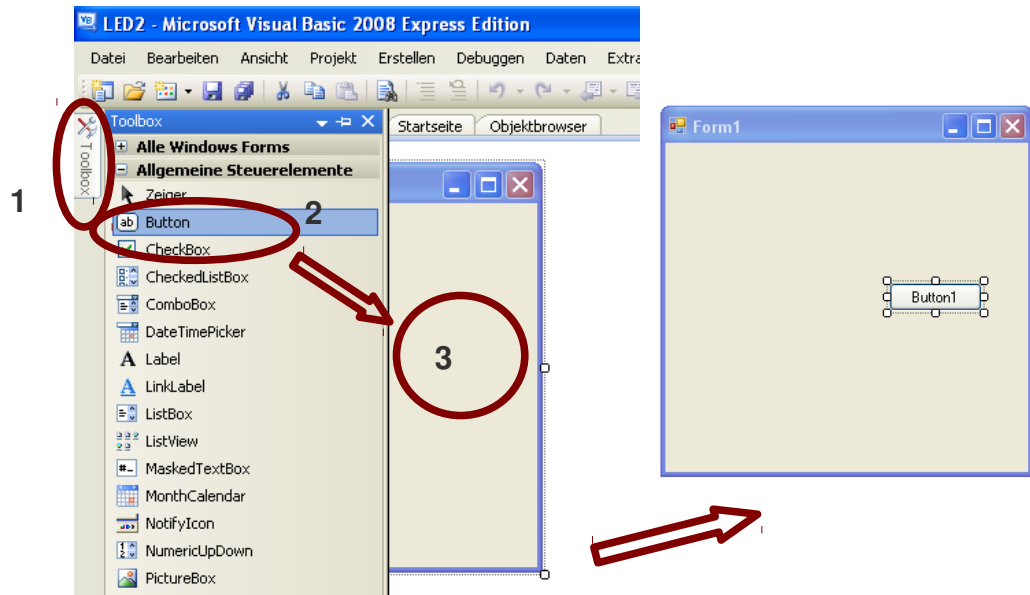 LED2 - Microsoft Visual Basic 2008 Express Edition
Datei Bearbeiten Ansicht Projekt Erstellen Debuggen Daten Extra
Toolbox
Toolbox
Startseite Objektbrowser
Alle Windows Forms
Allgemeine Steuerelemente
Zeiger
Button
CheckBox
CheckedListBox
ComboBox
DateTimePicker
A Label
A LinkLabel
ListBox
ListView
MaskedTextBox
MonthCalendar
NotifyIcon
NumericUpDown
PictureBox
1
2
3
Form1
Button1